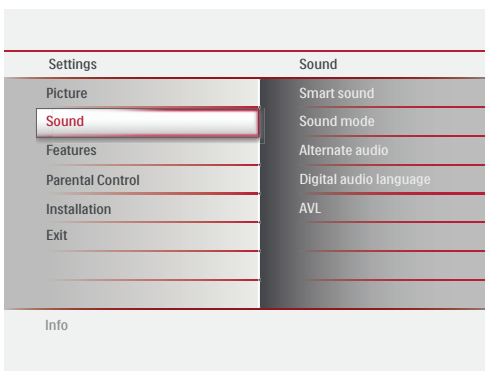 Settings
Sound
Picture
Smart sound
Sound
Sound mode
Features
Alternate audio
Parental Control
Digital audio language
Installation
AVL
Exit
Info